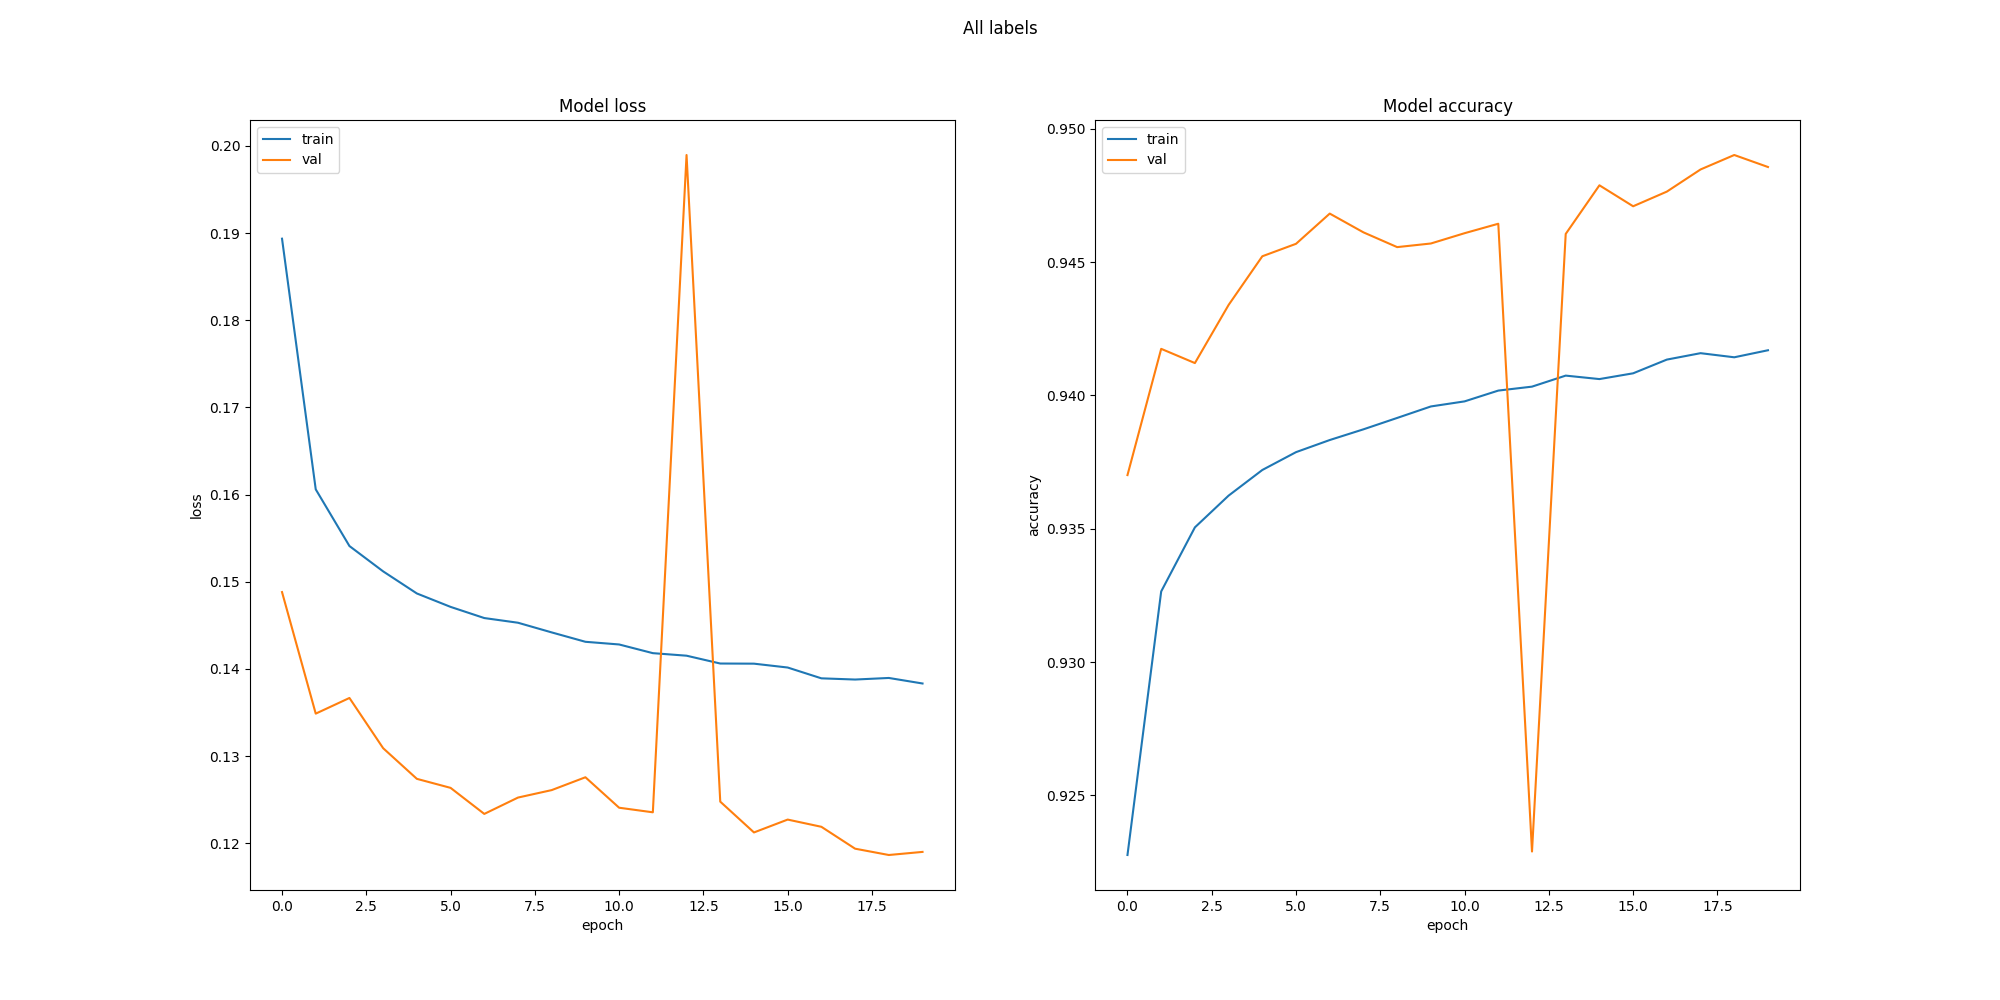 All labels
Model loss
train
val
0.20
0.19
0.18
0.17
0.16
0.15
0.14
0.13
0.12
loss
0.0 2.5 5.0 7.5 10.0 12.5 15.0 17.5
epoch
Model accuracy
train
val
0.950
0.945
0.940
0.935
0.930
0.925
accuracy
0.0 2.5 5.0 7.5 10.0 12.5 15.0 17.5
epoch